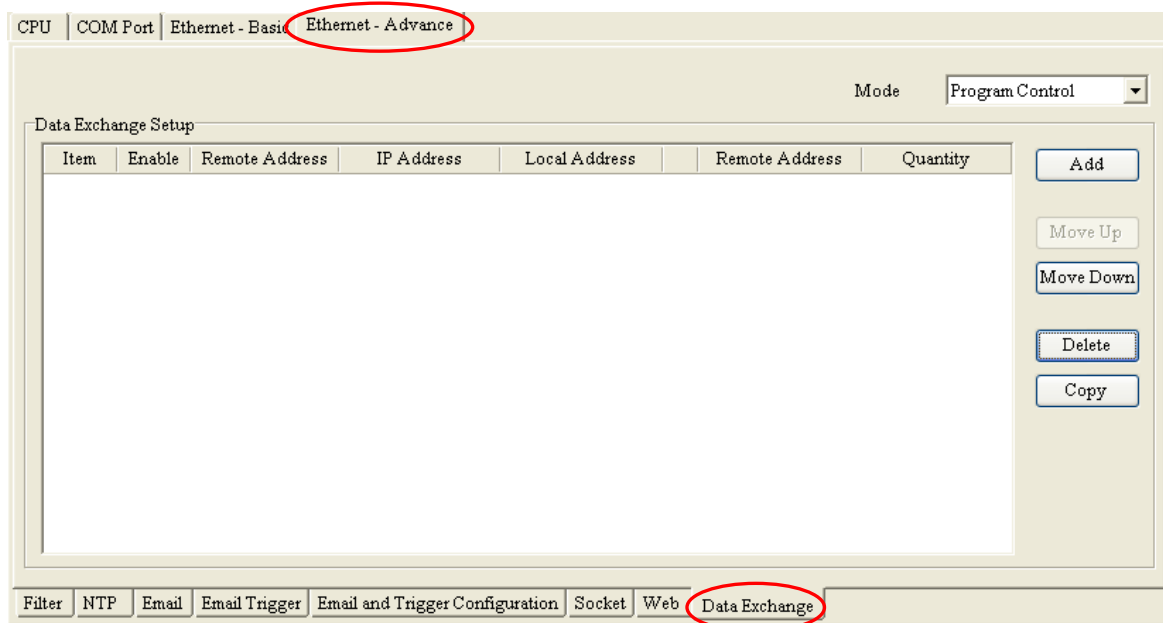 CPU COM Port Ethernet - Basic Ethernet - Advance
Mode Program Control
Data Exchange Setup
Item Enable Remote Address IP Address Local Address Remote Address Quantity
Add
Move Up
Move Down
Delete
Copy
Filter NTP Email Email Trigger Email and Trigger Configuration Socket Web Data Exchange